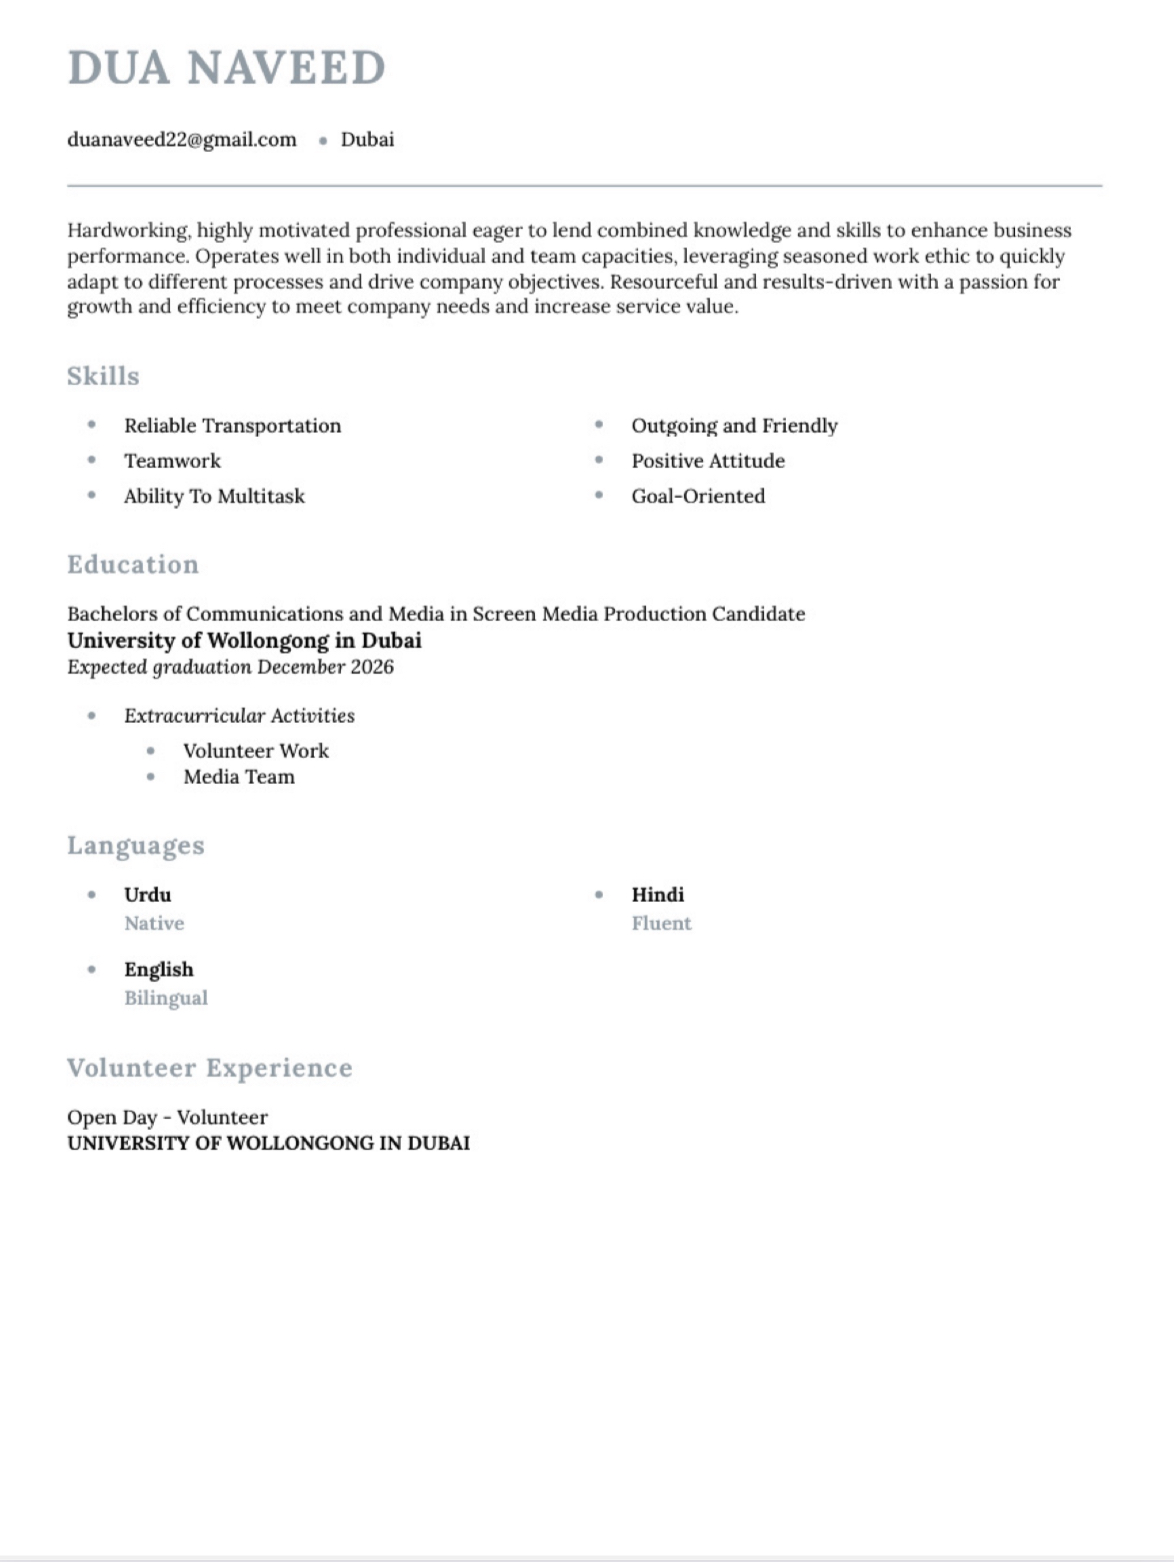 DUA NAVEED
duanaveed22@gmail.com • Dubai
Hardworking, highly motivated professional eager to lend combined knowledge and skills to enhance business
performance. Operates well in both individual and team capacities, leveraging seasoned work ethic to quickly
adapt to different processes and drive company objectives. Resourceful and results-driven with a passion for
growth and efficiency to meet company needs and increase service value.
Skills
• Reliable Transportation
• Teamwork
• Ability To Multitask
• Outgoing and Friendly
• Positive Attitude
• Goal-Oriented
Education
Bachelors of Communications and Media in Screen Media Production Candidate
University of Wollongong in Dubai
Expected graduation December 2026
• Extracurricular Activities
• Volunteer Work
• Media Team
Languages
• Urdu
Native
• Hindi
Fluent
• English
Bilingual
Volunteer Experience
Open Day - Volunteer
UNIVERSITY OF WOLLONGONG IN DUBAI